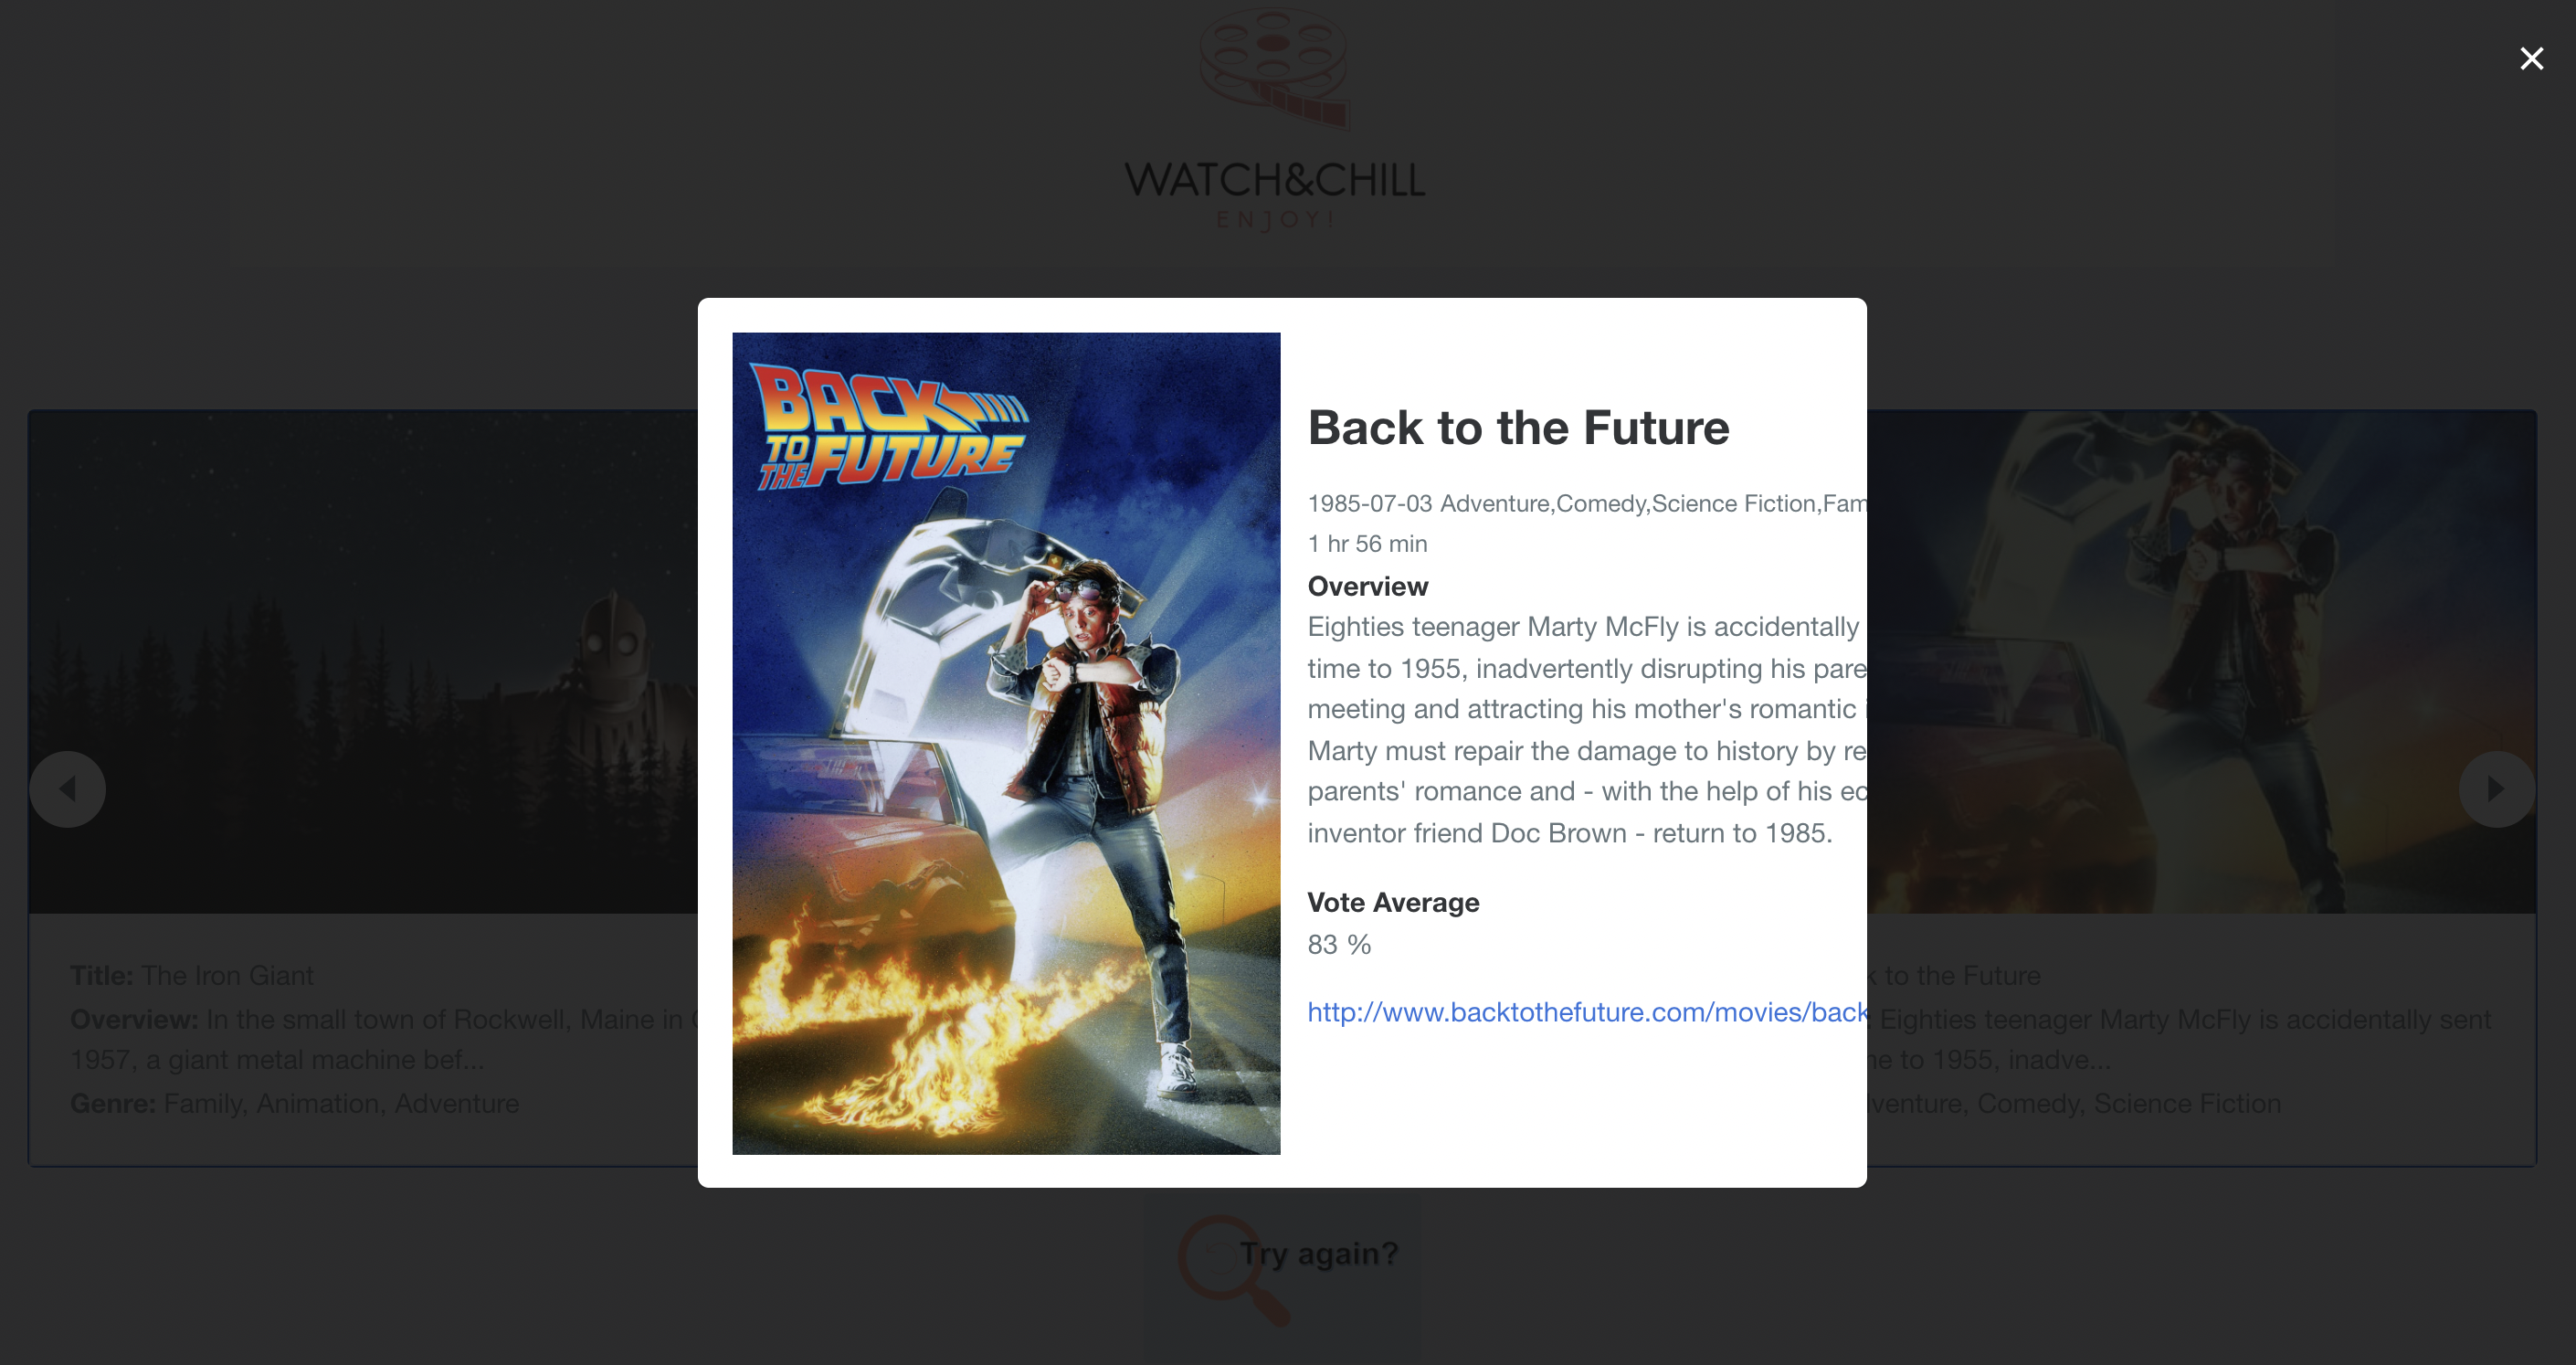 WATCH&CHILL
ENJOY!
BACK
TO
THE FUTURE
Back to the Future
1985-07-03 Adventure,Comedy,Science Fiction,Fam
1 hr 56 min
Overview
Eighties teenager Marty McFly is accidentally
time to 1955, inadvertently disrupting his pare
meeting and attracting his mother's romantic
Marty must repair the damage to history by re
parents' romance and - with the help of his ec
inventor friend Doc Brown - return to 1985.
Vote Average
83 %
http://www.backtothefuture.com/movies/back
Title: The Iron Giant
Overview: In the small town of Rockwell, Maine in
1957, a giant metal machine bef...
Genre: Family, Animation, Adventure
k to the Future
: Eighties teenager Marty McFly is accidentally sent
ne to 1955, inadve...
venture, Comedy, Science Fiction
Try again?